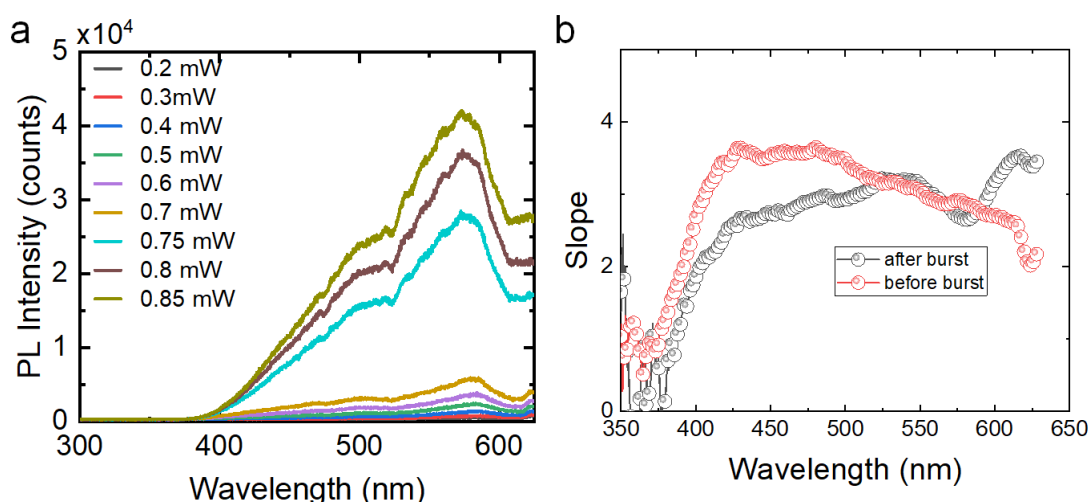 a
x10⁴
5
4
3
2
1
0
300
400
500
600
PL Intensity (counts)
Wavelength (nm)
0.2 mW
0.3mW
0.4 mW
0.5 mW
0.6 mW
0.7 mW
0.75 mW
0.8 mW
0.85 mW
b
4
2
0
350 400 450 500 550 600 650
Slope
Wavelength (nm)
after burst
before burst